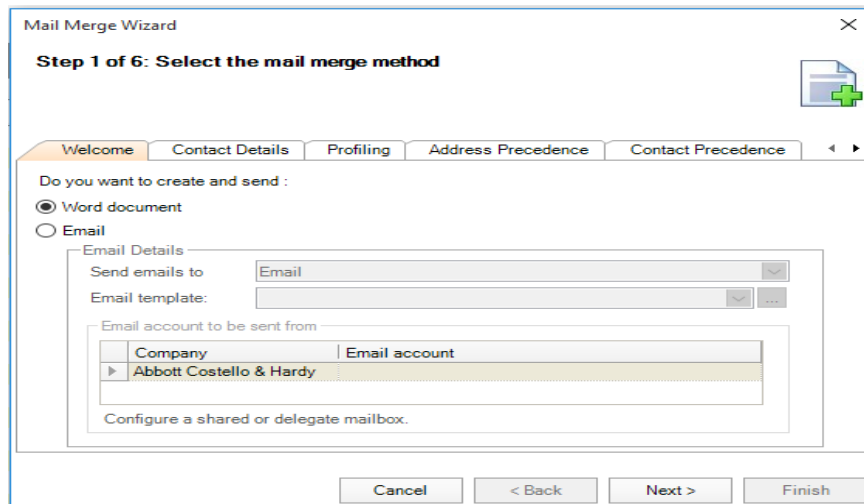 Mail Merge Wizard
Step 1 of 6: Select the mail merge method
Welcome Contact Details Profiling Address Precedence Contact Precedence
Do you want to create and send :
Word document
Email
Email Details
Send emails to Email
Email template: ...
Email account to be sent from
Company Email account
Abbott Costello & Hardy
Configure a shared or delegate mailbox.
Cancel < Back Next > Finish